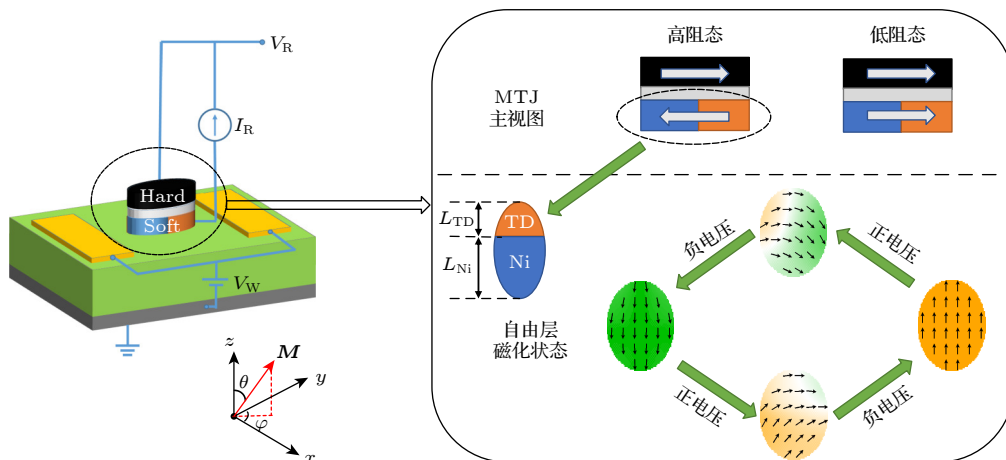 V_R
I_R
Hard
Soft
V_W
z
M
θ
y
φ
x
高阻态
低阻态
MTJ
主视图
L_TD
TD
L_Ni
Ni
自由层
磁化状态
负电压
正电压
正电压
负电压